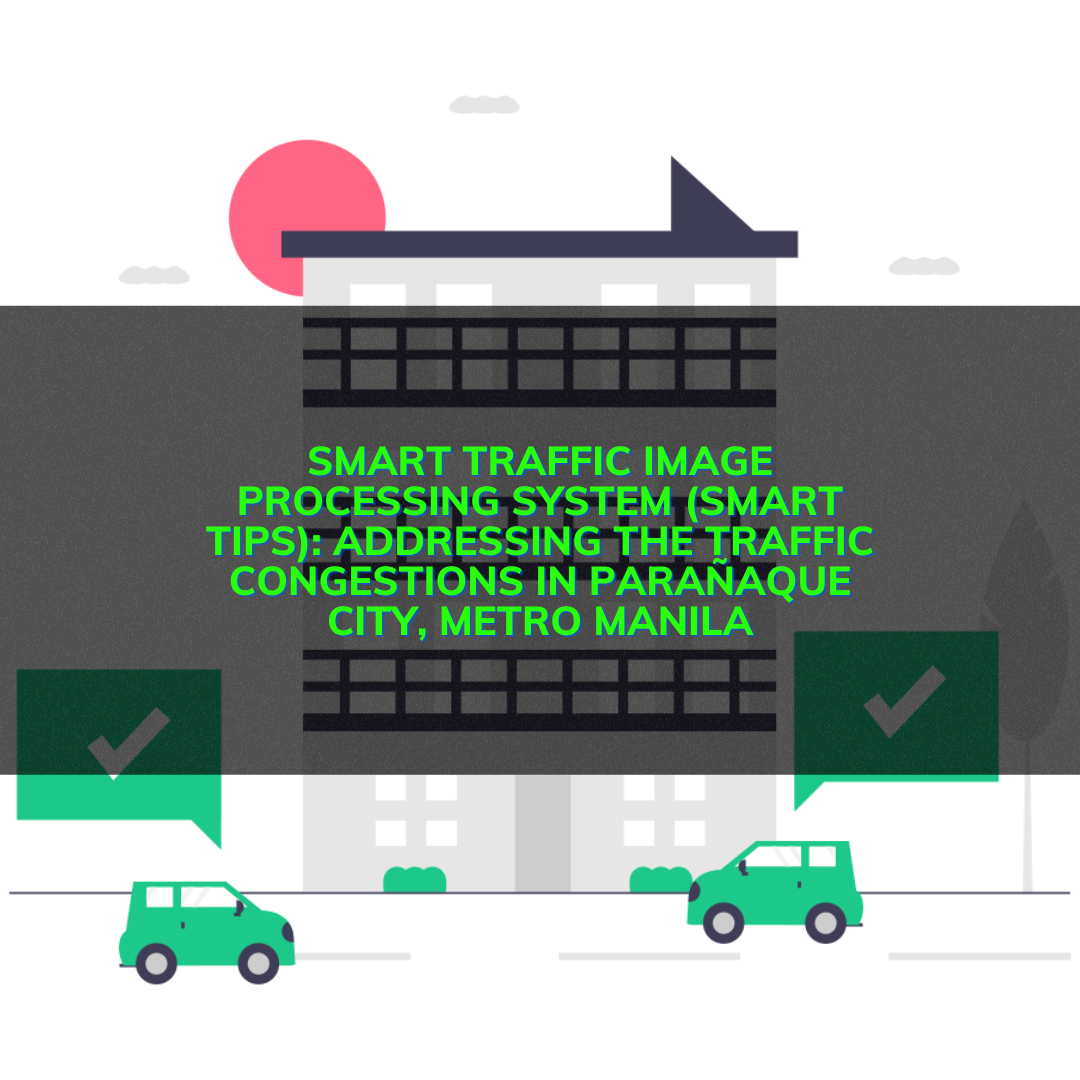 SMART TRAFFIC IMAGE
PROCESSING SYSTEM (SMART
TIPS): ADDRESSING THE TRAFFIC
CONGESTIONS IN PARAÑAQUE
CITY, METRO MANILA